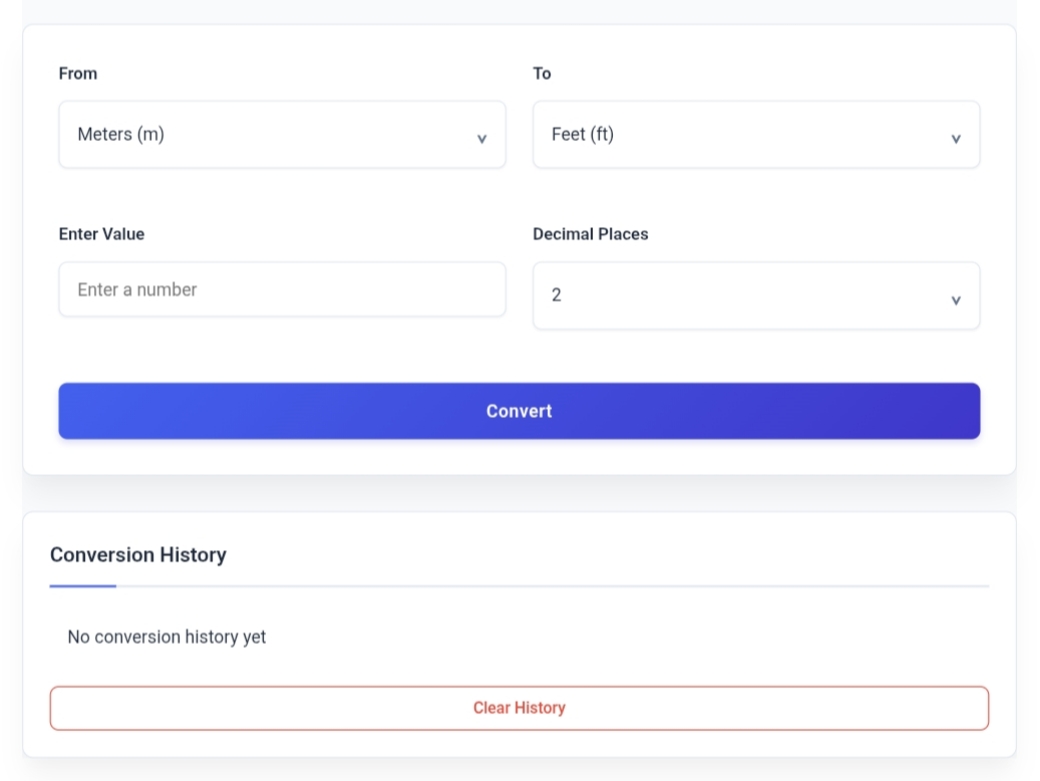 From
To
Meters (m)
Feet (ft)
Enter Value
Decimal Places
Enter a number
2
Convert
Conversion History
No conversion history yet
Clear History